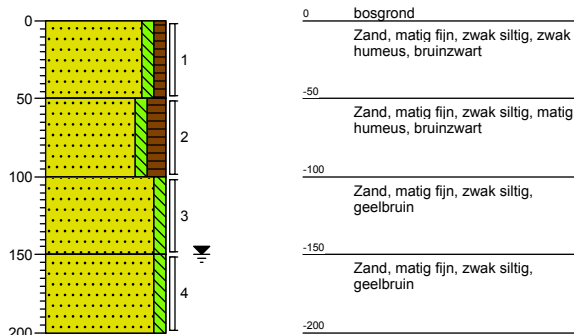 0
50
100
150
200
1
2
3
4
0 bosgrond
Zand, matig fijn, zwak siltig, zwak
humeus, bruinzwart
-50
Zand, matig fijn, zwak siltig, matig
humeus, bruinzwart
-100
Zand, matig fijn, zwak siltig,
geelbruin
-150
Zand, matig fijn, zwak siltig,
geelbruin
-200